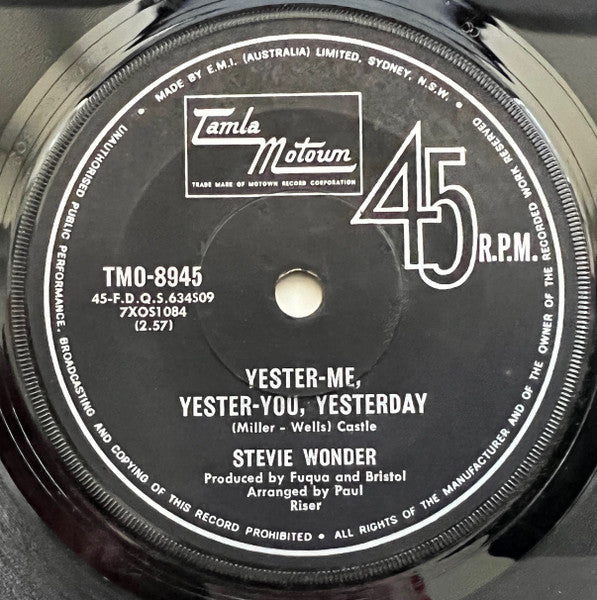 MADE BY E.M.I. (AUSTRALIA) LIMITED, SYDNEY, N.S.W. •
ALL RIGHTS OF THE MANUFACTURER AND OF THE OWNER OF THE RECORDED WORK RESERVED
UNAUTHORISED PUBLIC PERFORMANCE, BROADCASTING AND COPYING OF THIS RECORD PROHIBITED •
Tamla
Motown
TRADE MARK OF MOTOWN RECORD CORPORATION
45
R.P.M.
TMO-8945
45-F.D.Q.S.634S09
7XOS1084
(2.57)
YESTER-ME,
YESTER-YOU, YESTERDAY
(Miller - Wells) Castle
STEVIE WONDER
Produced by Fuqua and Bristol
Arranged by Paul
Riser